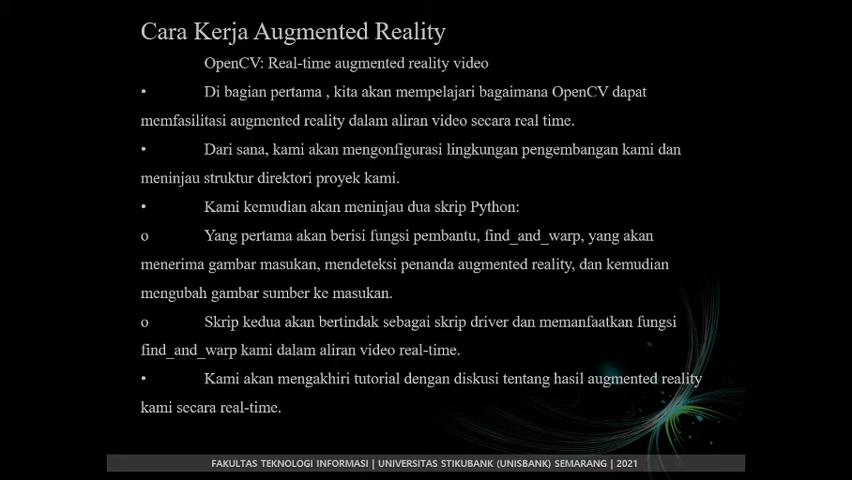 Cara Kerja Augmented Reality
OpenCV: Real-time augmented reality video
• Di bagian pertama , kita akan mempelajari bagaimana OpenCV dapat
memfasilitasi augmented reality dalam aliran video secara real time.
• Dari sana, kami akan mengonfigurasi lingkungan pengembangan kami dan
meninjau struktur direktori proyek kami.
• Kami kemudian akan meninjau dua skrip Python:
o Yang pertama akan berisi fungsi pembantu, find_and_warp, yang akan
menerima gambar masukan, mendeteksi penanda augmented reality, dan kemudian
mengubah gambar sumber ke masukan.
o Skrip kedua akan bertindak sebagai skrip driver dan memanfaatkan fungsi
find_and_warp kami dalam aliran video real-time.
• Kami akan mengakhiri tutorial dengan diskusi tentang hasil augmented reality
kami secara real-time.
FAKULTAS TEKNOLOGI INFORMASI | UNIVERSITAS STIKUBANK (UNISBANK) SEMARANG | 2021